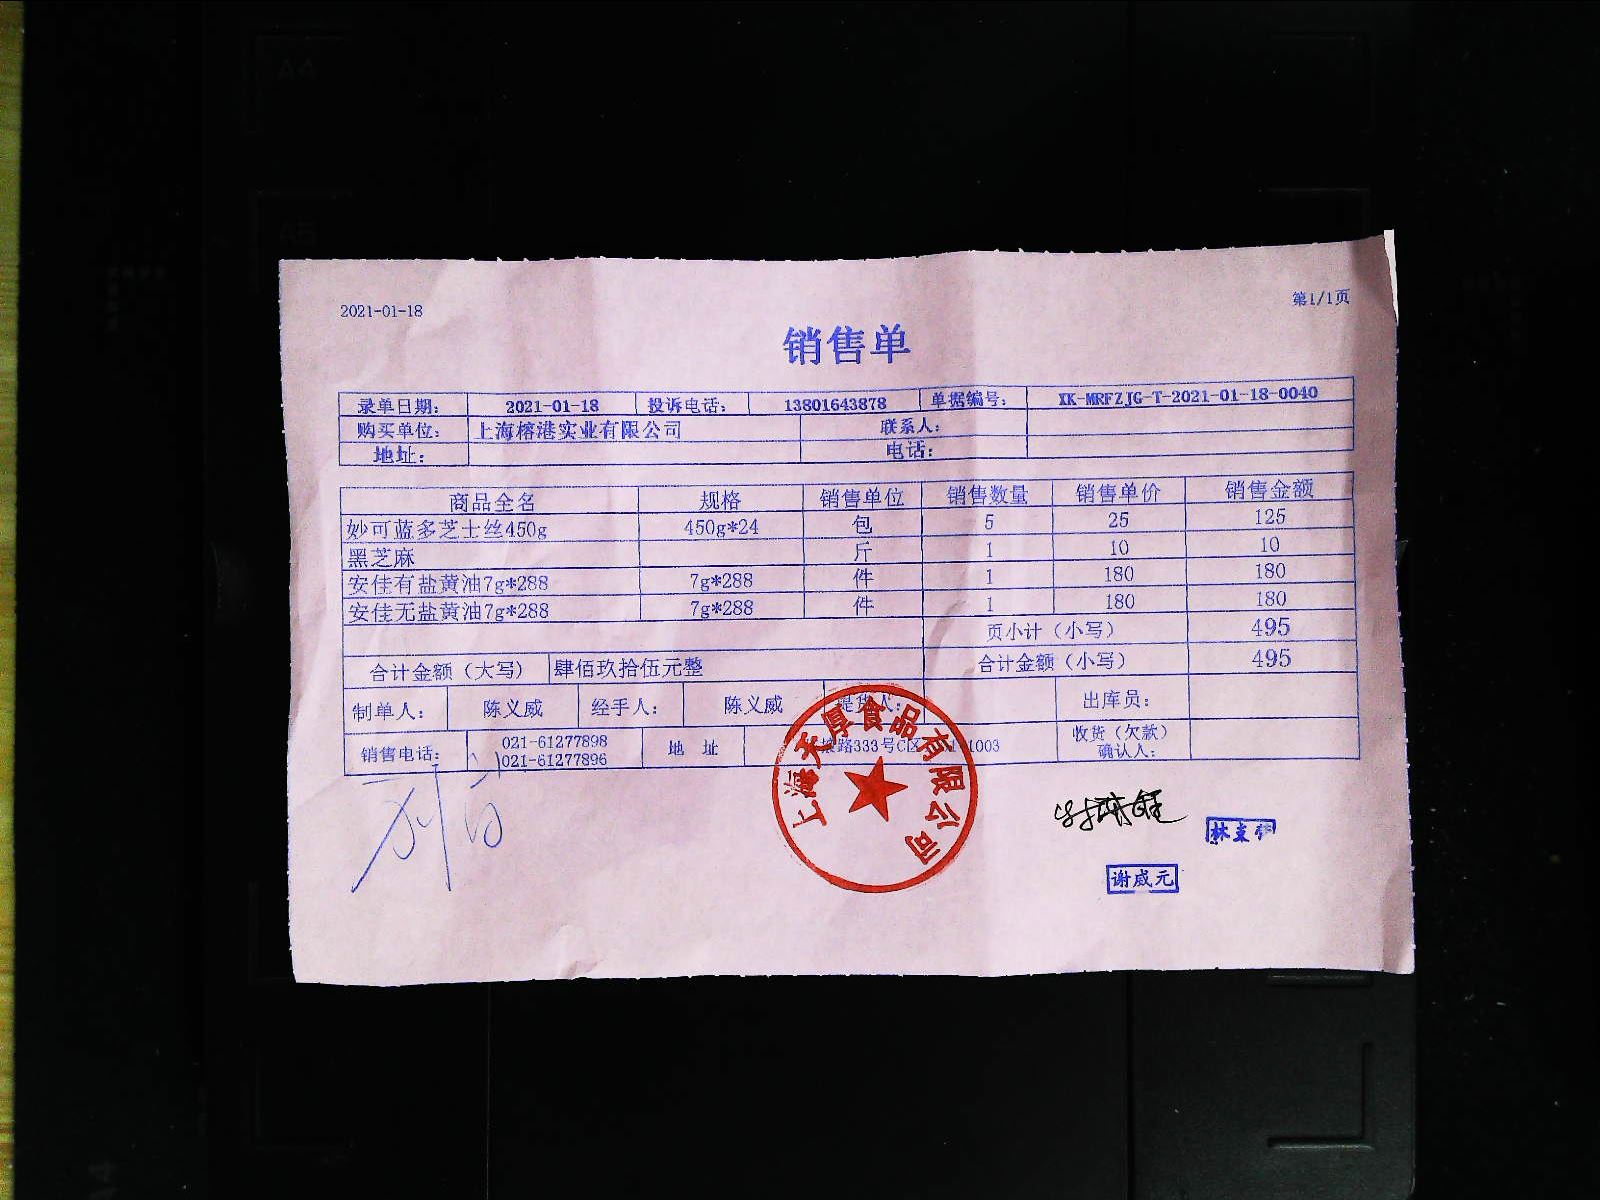 2021-01-18 第1/1页
销售单
录单日期: 2021-01-18 投诉电话: 13801643878 单据编号: XK-MRFZJG-T-2021-01-18-0040
购买单位: 上海榕港实业有限公司 联系人:
地址: 电话:
商品全名 规格 销售单位 销售数量 销售单价 销售金额
妙可蓝多芝士丝450g 450g*24 包 5 25 125
黑芝麻 斤 1 10 10
安佳有盐黄油7g*288 7g*288 件 1 180 180
安佳无盐黄油7g*288 7g*288 件 1 180 180
页小计（小写） 495
合计金额（大写） 肆佰玖拾伍元整 合计金额（小写） 495
制单人: 陈义威 经手人: 陈义威 提货人: 出库员:
销售电话: 021-61277898 地 址 路333号C区 1003 收货（欠款）
021-61277896 确认人:
上海天厚食品有限公司
谢成元
A4
A5